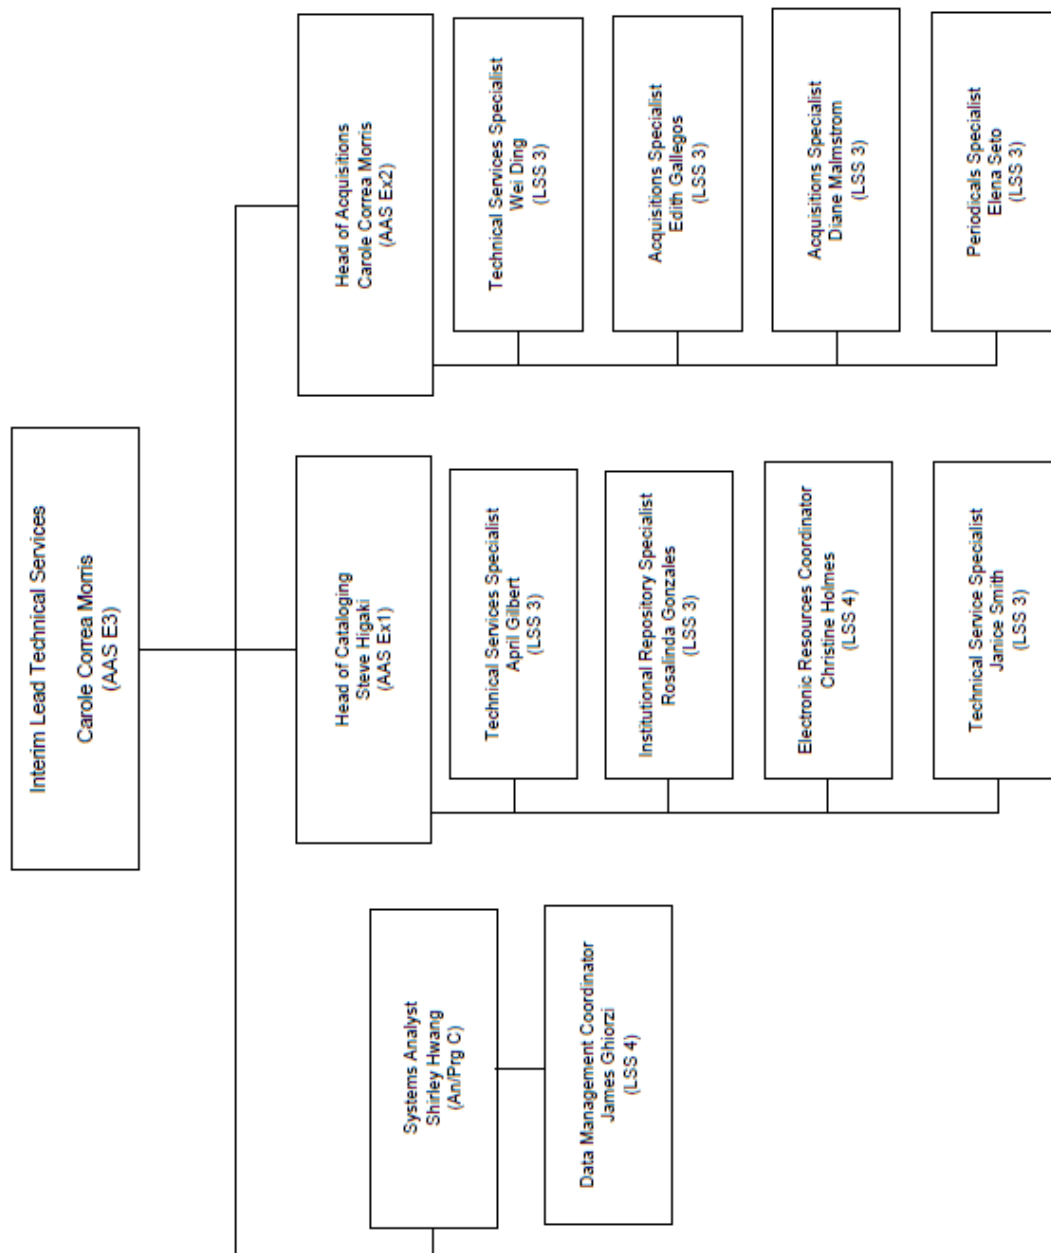 Interim Lead Technical Services
Carole Correa Morris
(AAS E3)
Systems Analyst
Shirley Hwang
(An/Prg C)
Data Management Coordinator
James Ghiorzi
(LSS 4)
Head of Cataloging
Steve Higaki
(AAS Ex1)
Technical Services Specialist
April Gilbert
(LSS 3)
Institutional Repository Specialist
Rosalinda Gonzales
(LSS 3)
Electronic Resources Coordinator
Christine Holmes
(LSS 4)
Technical Service Specialist
Janice Smith
(LSS 3)
Head of Acquisitions
Carole Correa Morris
(AAS Ex2)
Technical Services Specialist
Wei Ding
(LSS 3)
Acquisitions Specialist
Edith Gallegos
(LSS 3)
Acquisitions Specialist
Diane Malmstrom
(LSS 3)
Periodicals Specialist
Elena Seto
(LSS 3)